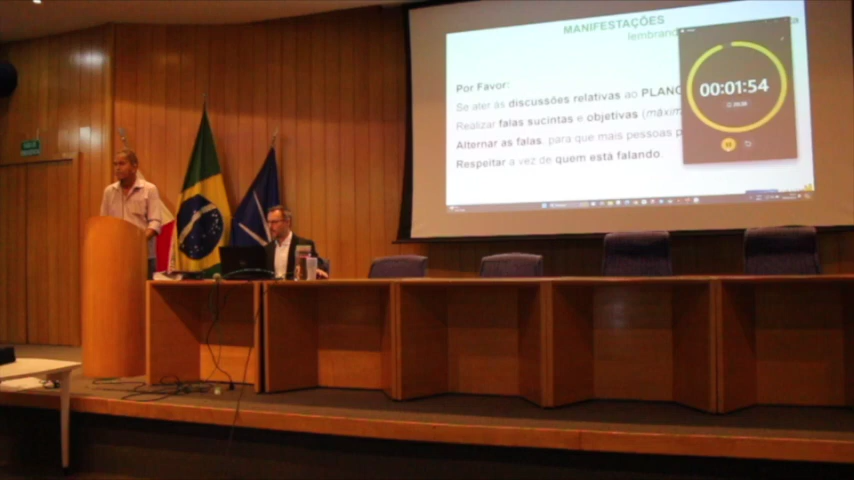 MANIFESTAÇÕES
lembrand
Por Favor:
Se ater às discussões relativas ao PLANO
Realizar falas sucintas e objetivas (máxim
Alternar as falas, para que mais pessoas p
Respeitar a vez de quem está falando.
00:01:54